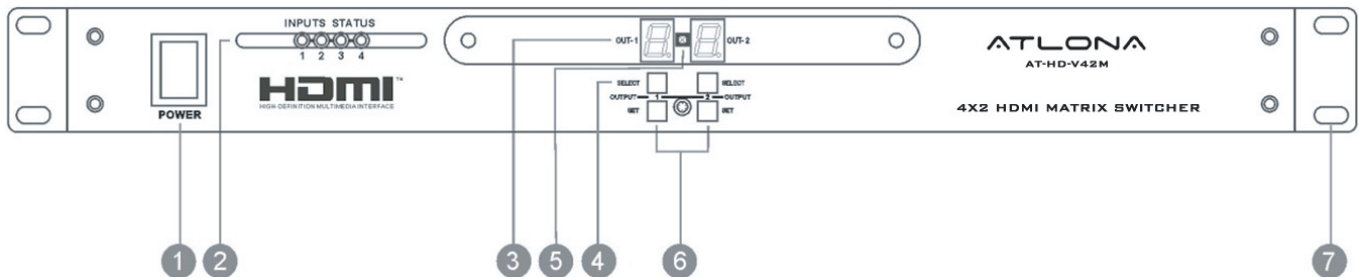 INPUTS STATUS
1 2 3 4
HDMI™
HIGH-DEFINITION MULTIMEDIA INTERFACE
POWER
OUT-1
OUT-2
SELECT
SELECT
OUTPUT 1 2 OUTPUT
SET
SET
ATLONA
AT-HD-V42M
4X2 HDMI MATRIX SWITCHER
1 2 3 5 4 6 7